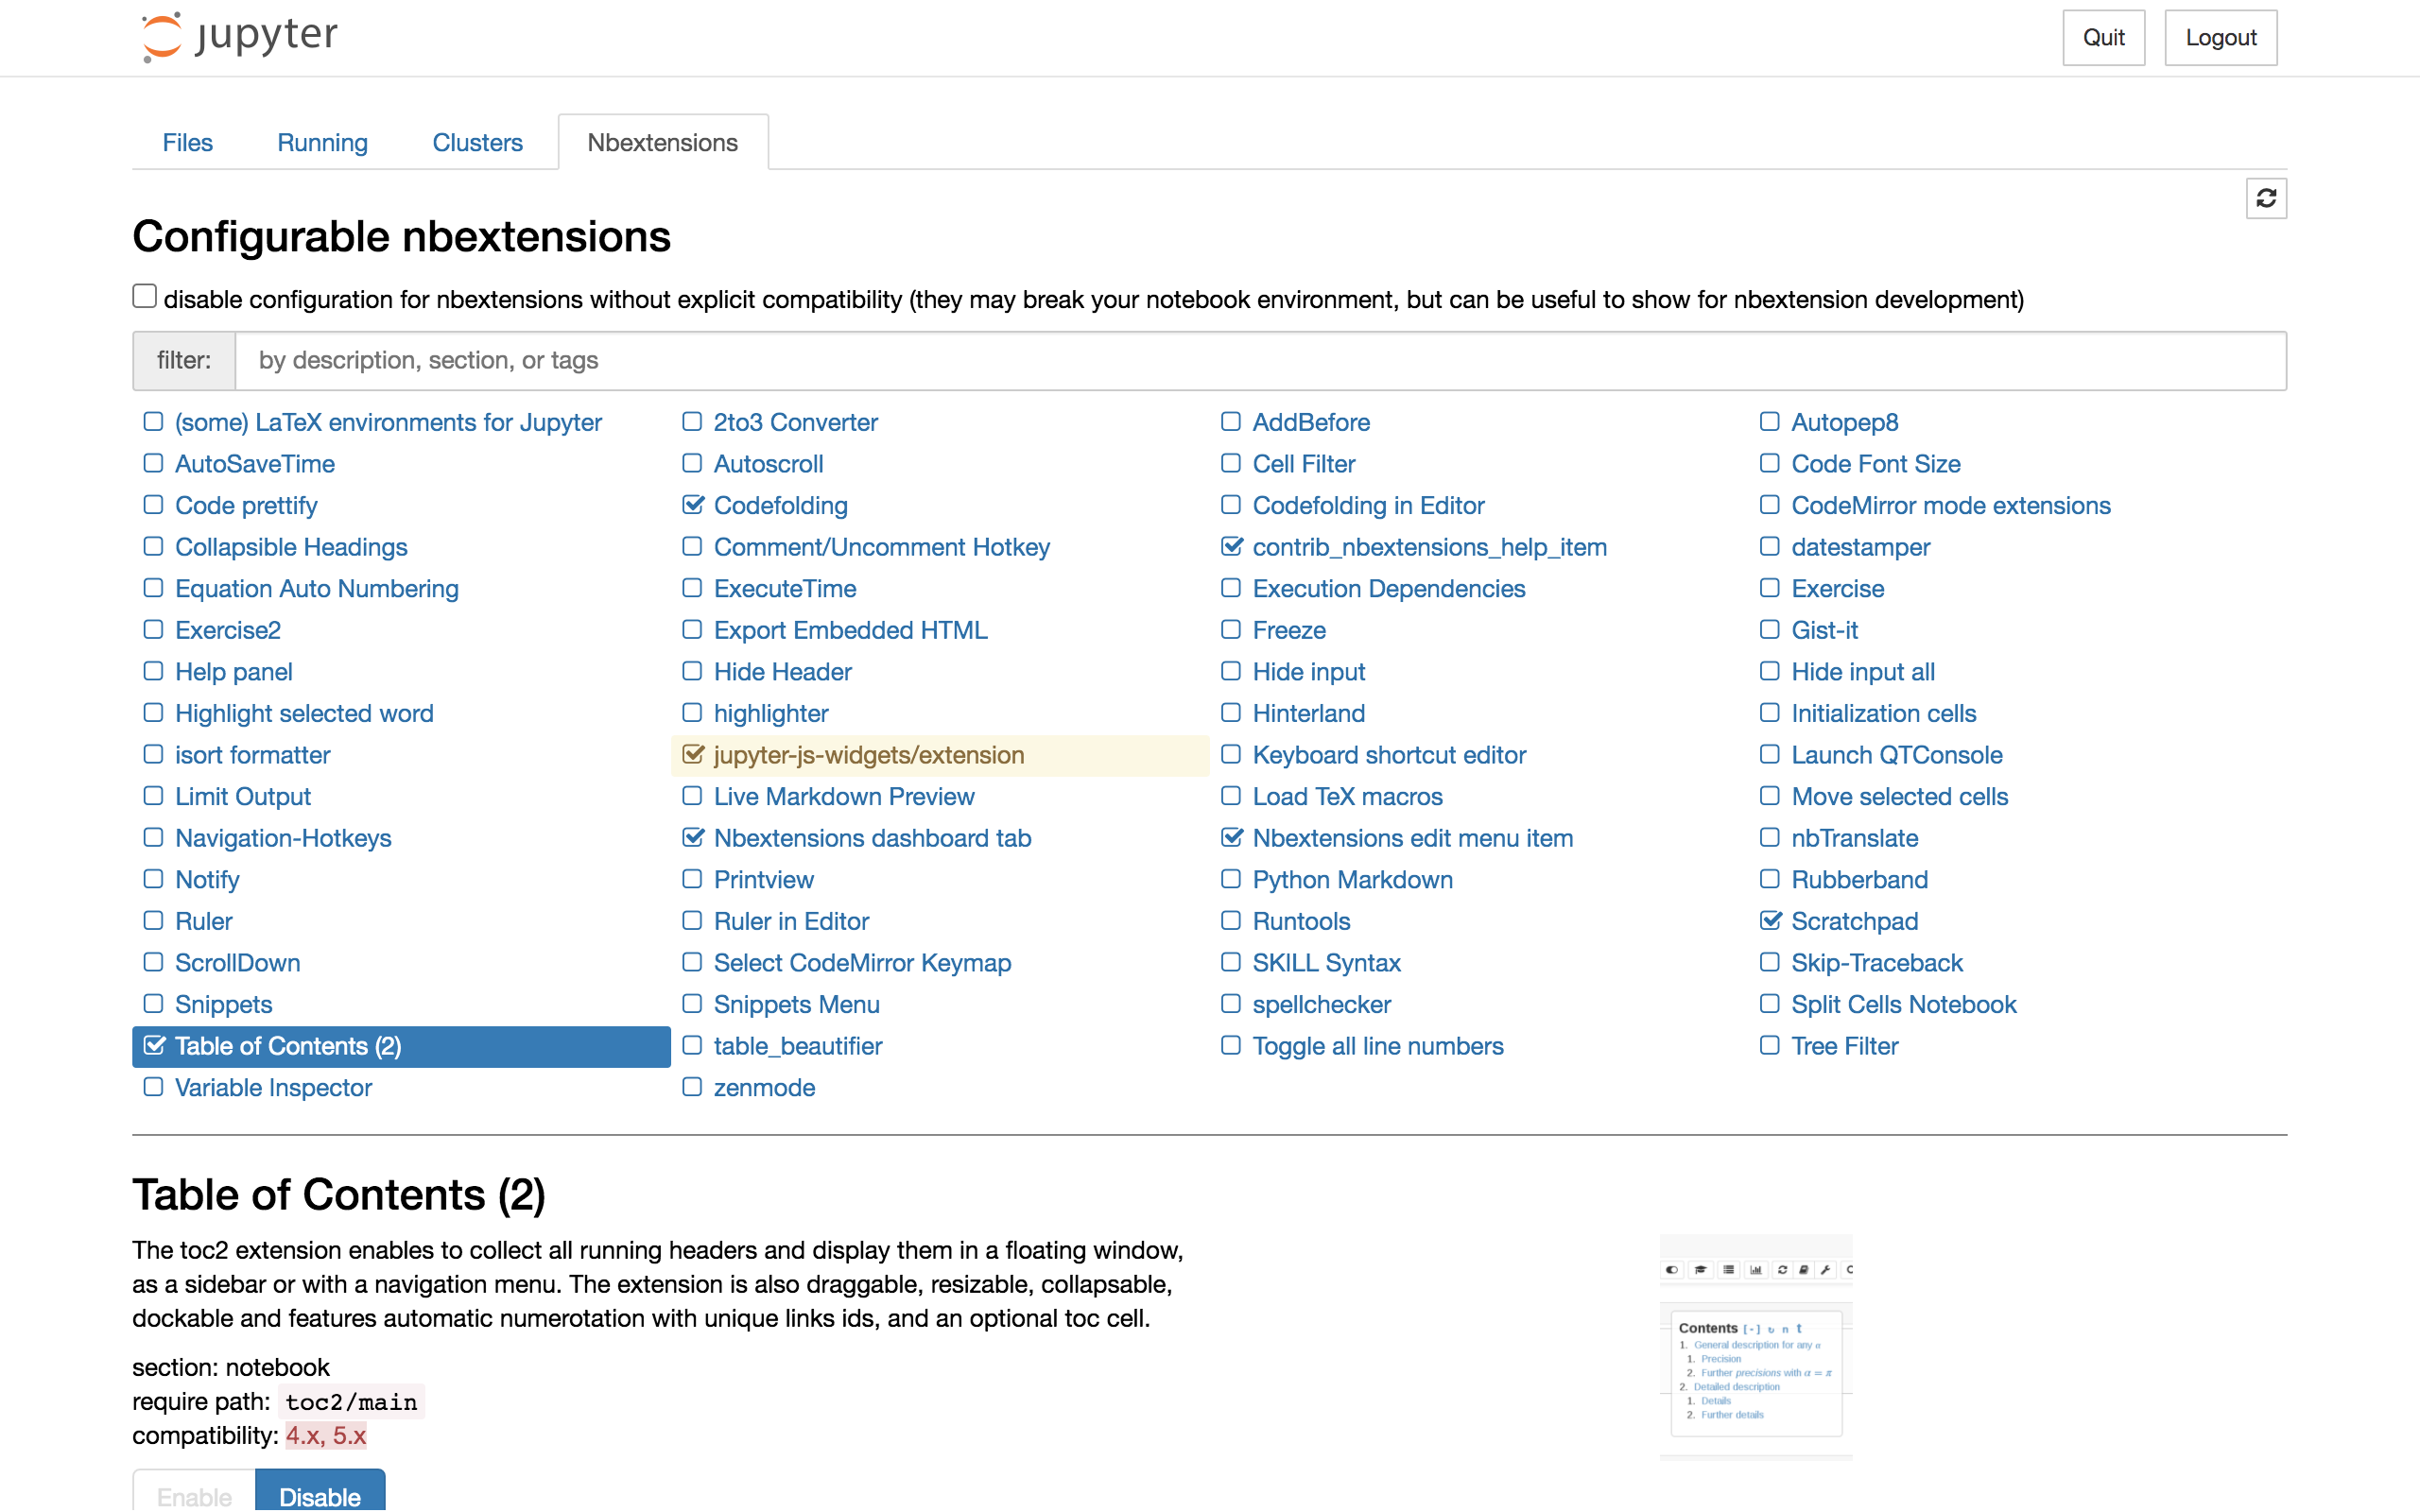 jupyter
Quit Logout
Files Running Clusters Nbextensions
Configurable nbextensions
disable configuration for nbextensions without explicit compatibility (they may break your notebook environment, but can be useful to show for nbextension development)
filter: by description, section, or tags
(some) LaTeX environments for Jupyter 2to3 Converter AddBefore Autopep8
AutoSaveTime Autoscroll Cell Filter Code Font Size
Code prettify Codefolding Codefolding in Editor CodeMirror mode extensions
Collapsible Headings Comment/Uncomment Hotkey contrib_nbextensions_help_item datestamper
Equation Auto Numbering ExecuteTime Execution Dependencies Exercise
Exercise2 Export Embedded HTML Freeze Gist-it
Help panel Hide Header Hide input Hide input all
Highlight selected word highlighter Hinterland Initialization cells
isort formatter jupyter-js-widgets/extension Keyboard shortcut editor Launch QTConsole
Limit Output Live Markdown Preview Load TeX macros Move selected cells
Navigation-Hotkeys Nbextensions dashboard tab Nbextensions edit menu item nbTranslate
Notify Printview Python Markdown Rubberband
Ruler Ruler in Editor Runtools Scratchpad
ScrollDown Select CodeMirror Keymap SKILL Syntax Skip-Traceback
Snippets Snippets Menu spellchecker Split Cells Notebook
Table of Contents (2) table_beautifier Toggle all line numbers Tree Filter
Variable Inspector zenmode
Table of Contents (2)
The toc2 extension enables to collect all running headers and display them in a floating window,
as a sidebar or with a navigation menu. The extension is also draggable, resizable, collapsable,
dockable and features automatic numerotation with unique links ids, and an optional toc cell.
section: notebook
require path: toc2/main
compatibility: 4.x, 5.x
Enable Disable
Contents [-] ↻ n t
1. General description for any α
1. Precision
2. Further precisions with α = π
2. Detailed description
1. Details
2. Further details